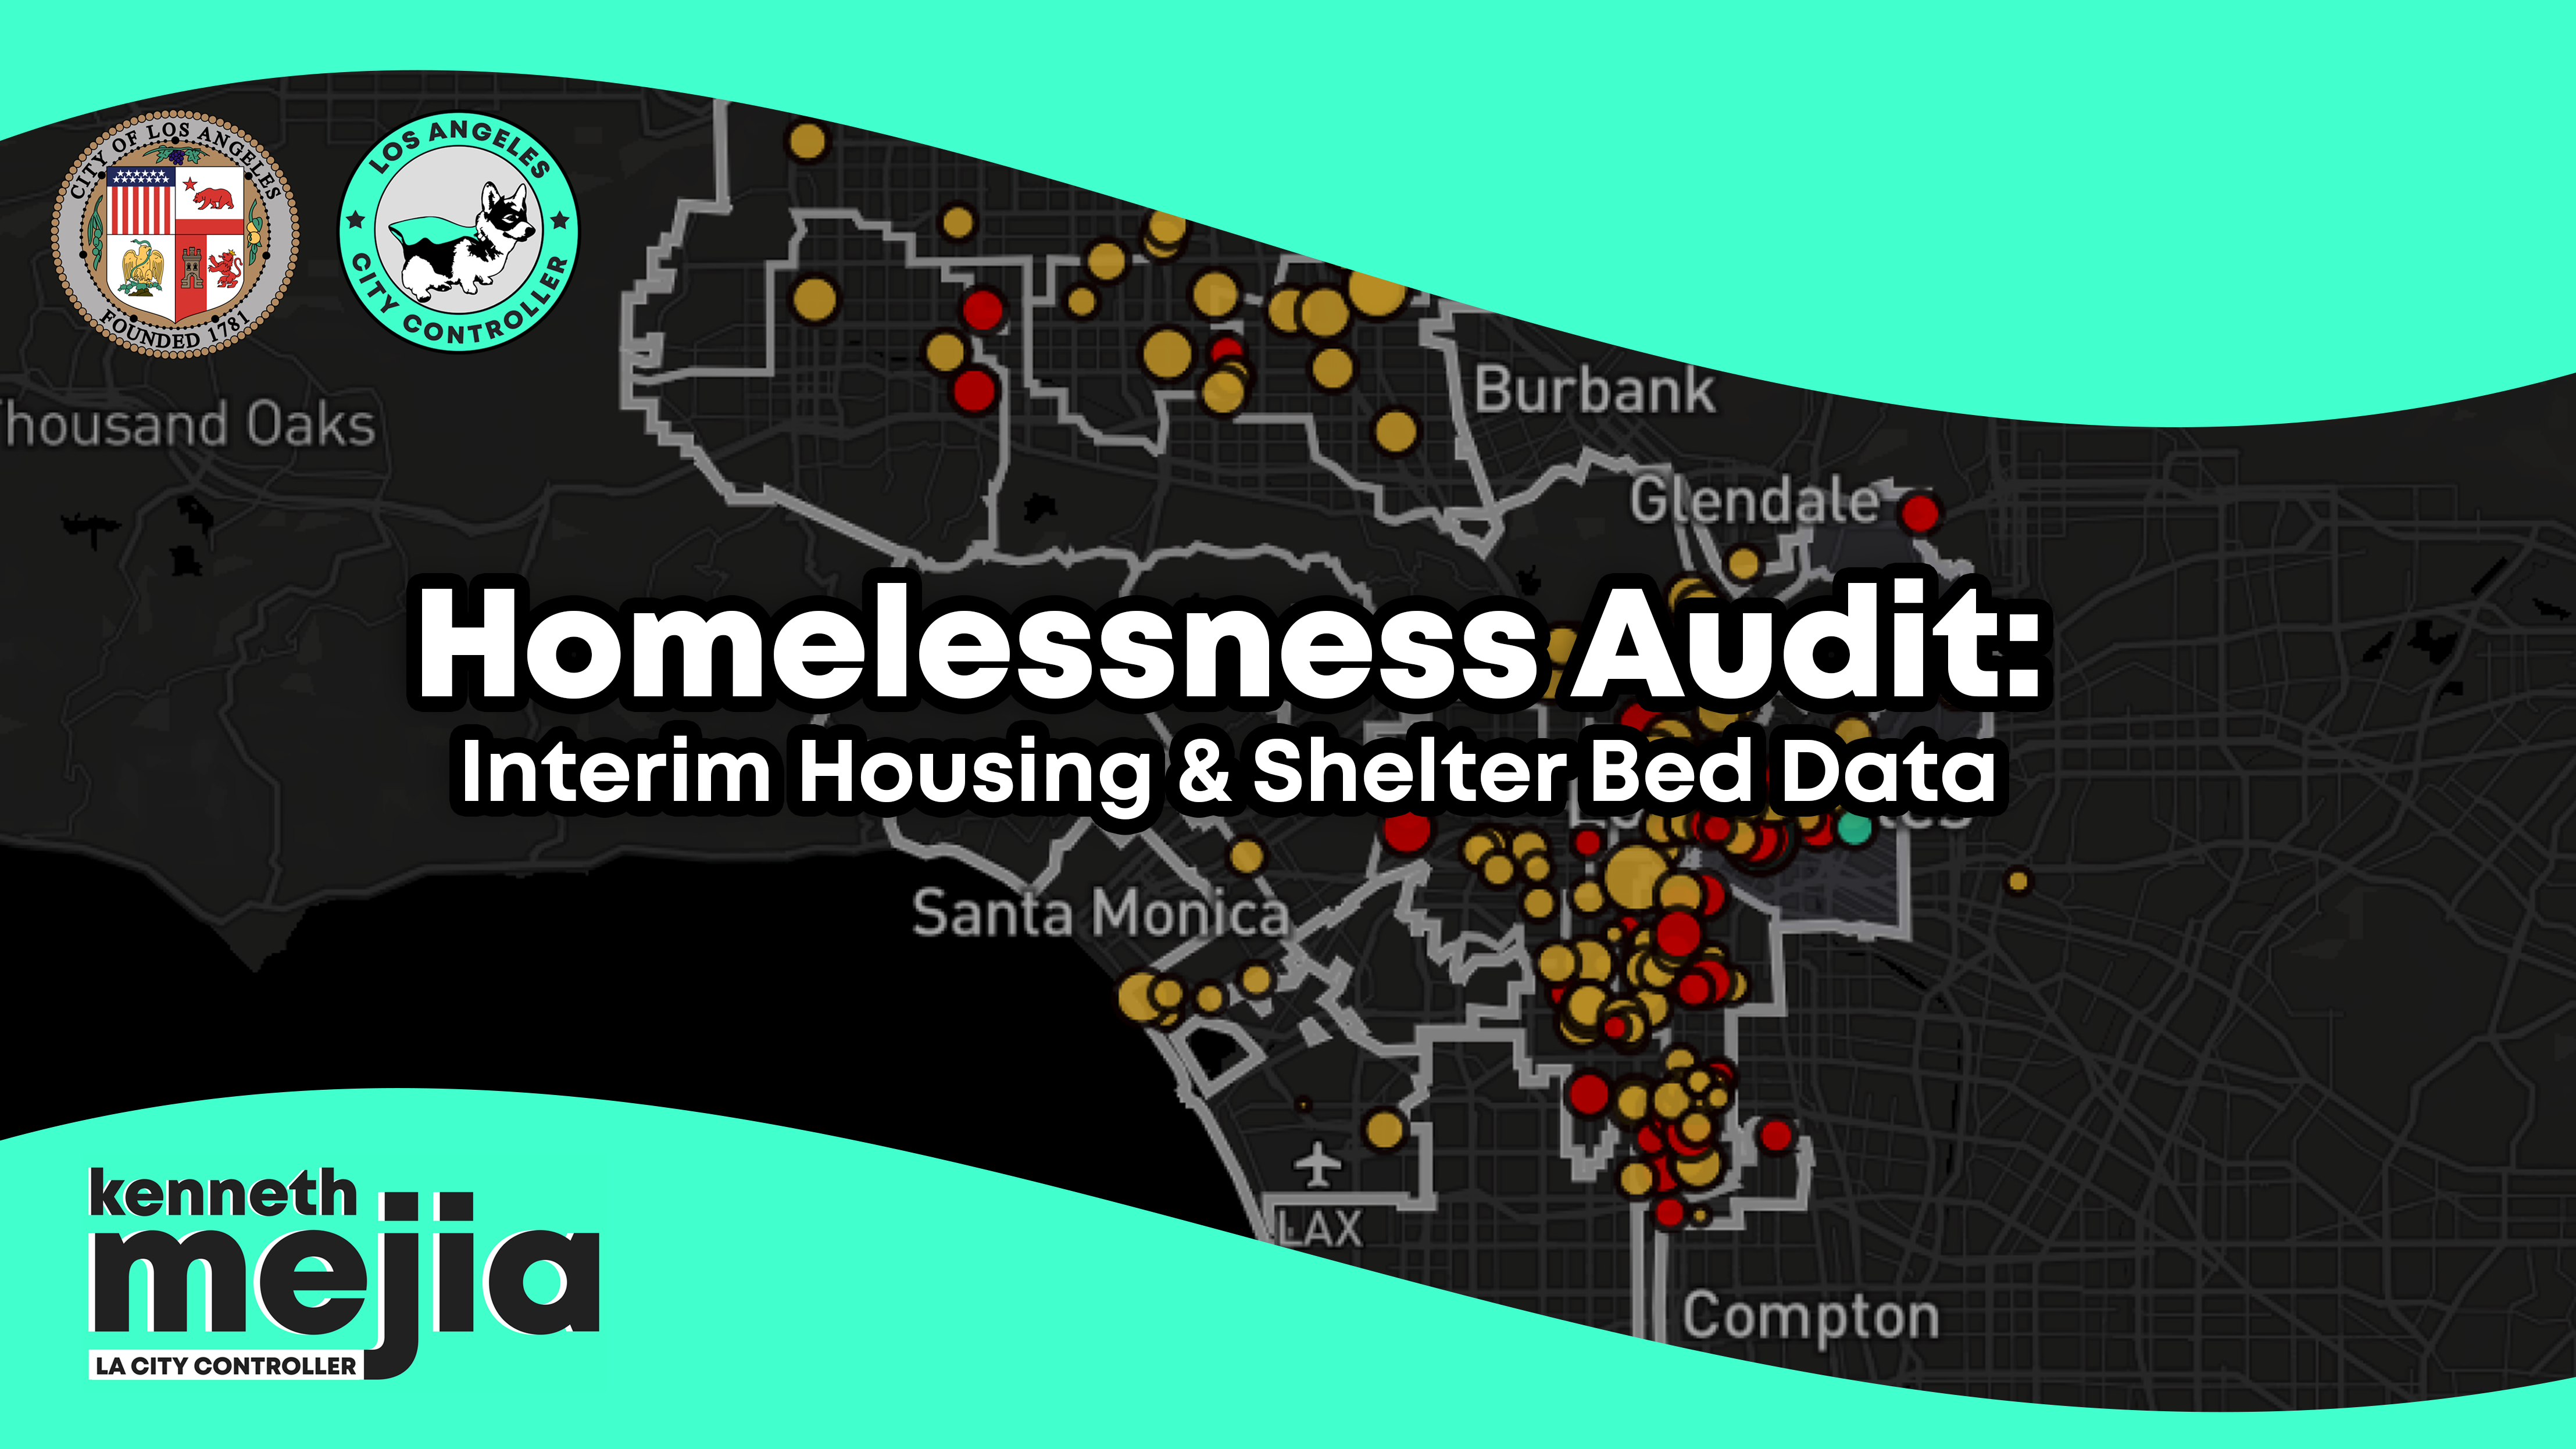 CITY OF LOS ANGELES
FOUNDED 1781
LOS ANGELES
CITY CONTROLLER
Burbank
Thousand Oaks
Glendale
Homelessness Audit:
Interim Housing & Shelter Bed Data
Santa Monica
LAX
Compton
kenneth
mejia
LA CITY CONTROLLER